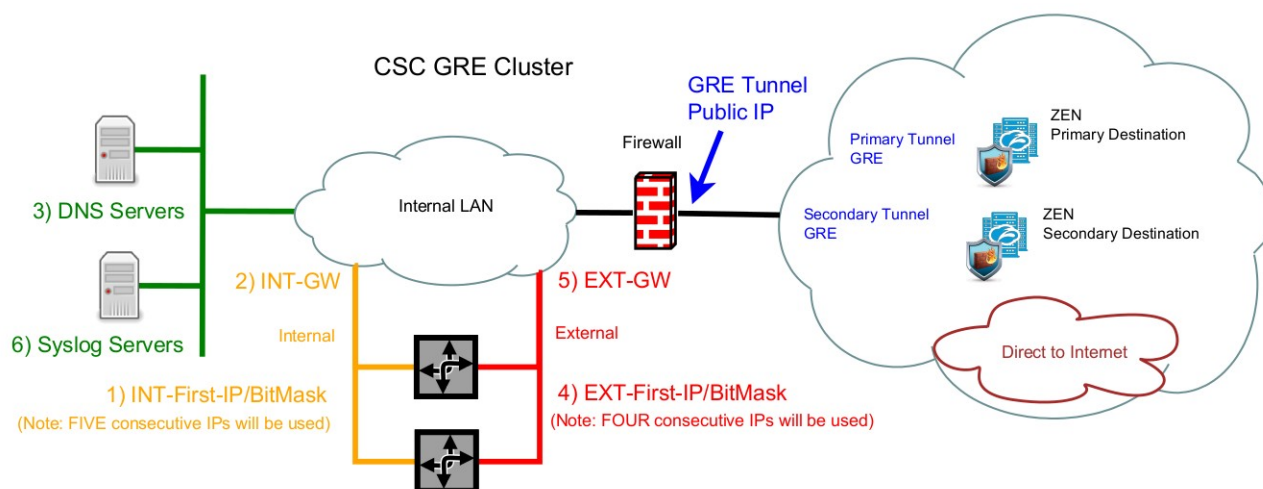 CSC GRE Cluster
GRE Tunnel
Public IP
Firewall
ZEN
Primary Destination
Primary Tunnel
GRE
3) DNS Servers
Internal LAN
Secondary Tunnel
GRE
ZEN
Secondary Destination
2) INT-GW
5) EXT-GW
6) Syslog Servers
Internal
External
Direct to Internet
1) INT-First-IP/BitMask
(Note: FIVE consecutive IPs will be used)
4) EXT-First-IP/BitMask
(Note: FOUR consecutive IPs will be used)